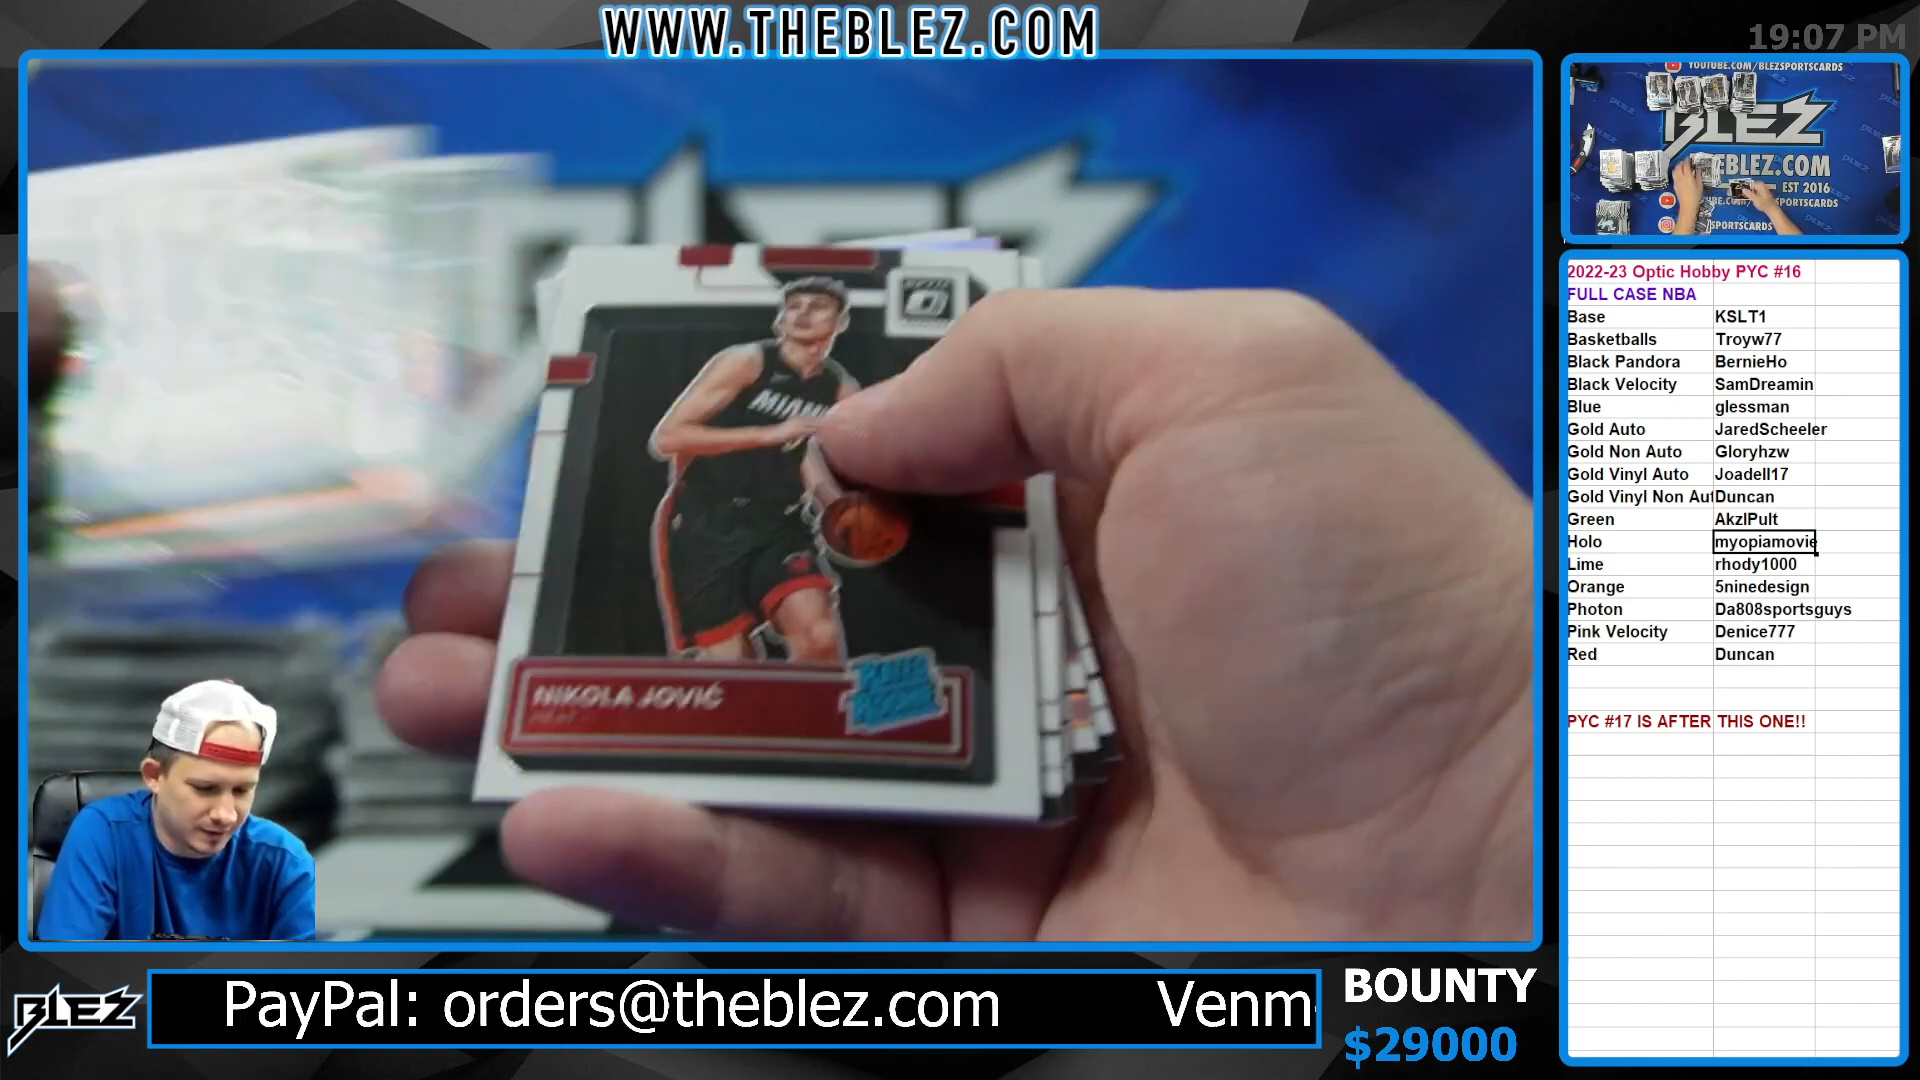 WWW.THEBLEZ.COM
19:07 PM
YOUTUBE.COM/BLEZSPORTSCARDS
BLEZ
EBLEZ.COM
EST 2016
SPORTSCARDS
SPORTSCARDS
MIAMI
NIKOLA JOVIĆ
2022-23 Optic Hobby PYC #16
FULL CASE NBA
Base KSLT1
Basketballs Troyw77
Black Pandora BernieHo
Black Velocity SamDreamin
Blue glessman
Gold Auto JaredScheeler
Gold Non Auto Gloryhzw
Gold Vinyl Auto Joadell17
Gold Vinyl Non Aut Duncan
Green AkzlPult
Holo myopiamovie
Lime rhody1000
Orange 5ninedesign
Photon Da808sportsguys
Pink Velocity Denice777
Red Duncan
PYC #17 IS AFTER THIS ONE!!
BLEZ
PayPal: orders@theblez.com Venm
BOUNTY
$29000